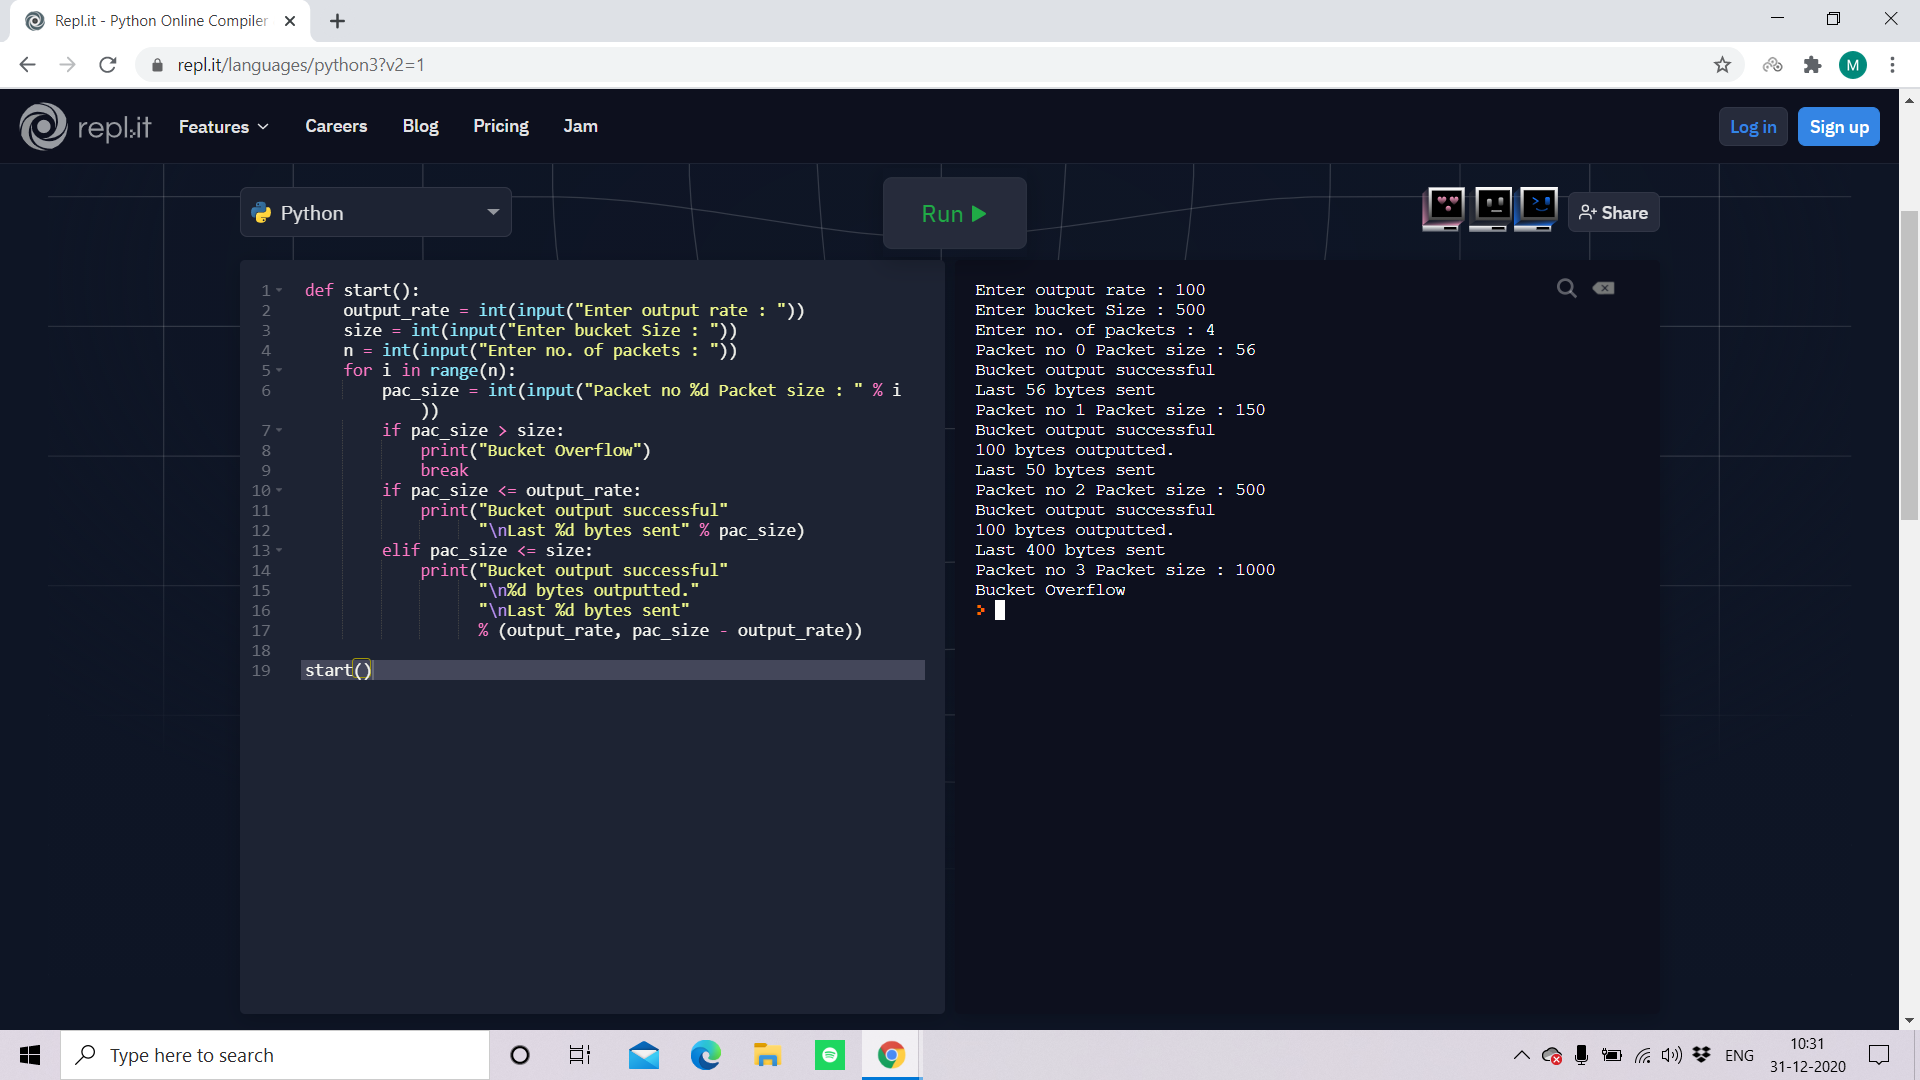 Repl.it - Python Online Compiler
repl.it/languages/python3?v2=1
M
repl.it
Features
Careers
Blog
Pricing
Jam
Log in
Sign up
Python
Run
Share
1 def start():
2     output_rate = int(input("Enter output rate : "))
3     size = int(input("Enter bucket Size : "))
4     n = int(input("Enter no. of packets : "))
5     for i in range(n):
6         pac_size = int(input("Packet no %d Packet size : " % i
            ))
7         if pac_size > size:
8             print("Bucket Overflow")
9             break
10         if pac_size <= output_rate:
11             print("Bucket output successful"
12                   "\nLast %d bytes sent" % pac_size)
13         elif pac_size <= size:
14             print("Bucket output successful"
15                   "\n%d bytes outputted."
16                   "\nLast %d bytes sent"
17                   % (output_rate, pac_size - output_rate))
18
19 start()
Enter output rate : 100
Enter bucket Size : 500
Enter no. of packets : 4
Packet no 0 Packet size : 56
Bucket output successful
Last 56 bytes sent
Packet no 1 Packet size : 150
Bucket output successful
100 bytes outputted.
Last 50 bytes sent
Packet no 2 Packet size : 500
Bucket output successful
100 bytes outputted.
Last 400 bytes sent
Packet no 3 Packet size : 1000
Bucket Overflow
Type here to search
ENG
10:31
31-12-2020